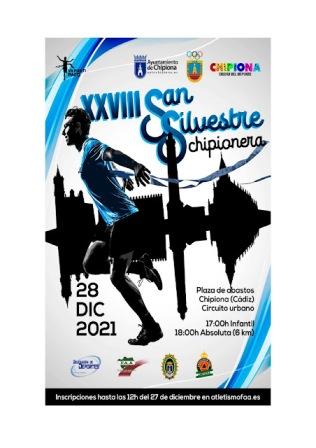 Ayuntamiento
de Chipiona
CHIPIONA
XXVIII San
Silvestre
chipionera
28
DIC
2021
Plaza de abastos
Chipiona (Cádiz)
Circuito urbano
17:00h Infantil
18:00h Absoluta (6 km)
Inscripciones hasta las 12h del 27 de diciembre en atletismofaa.es